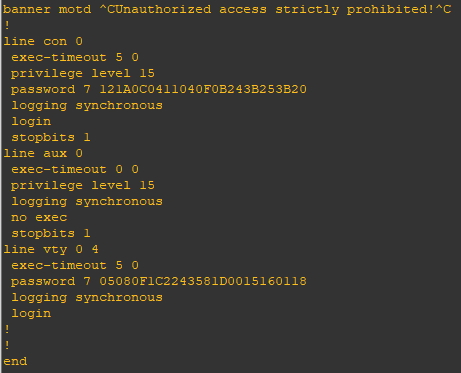 banner motd ^CUnauthorized access strictly prohibited!^C
!
line con 0
 exec-timeout 5 0
 privilege level 15
 password 7 121A0C0411040F0B243B253B20
 logging synchronous
 login
 stopbits 1
line aux 0
 exec-timeout 0 0
 privilege level 15
 logging synchronous
 no exec
 stopbits 1
line vty 0 4
 exec-timeout 5 0
 password 7 05080F1C2243581D0015160118
 logging synchronous
 login
!
!
end